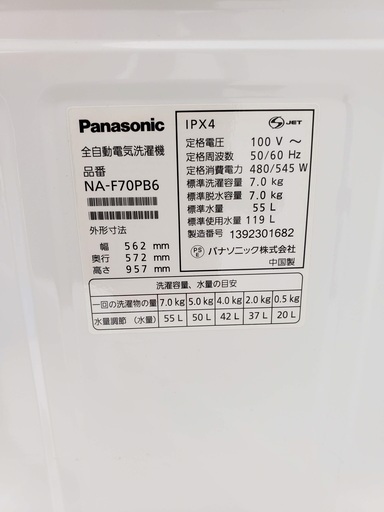 Panasonic
全自動電気洗濯機
品番
NA-F70PB6
外形寸法
幅 562 mm
奥行 572 mm
高さ 957 mm
IPX4
S JET
定格電圧 100 V ～
定格周波数 50/60 Hz
定格消費電力 480/545 W
標準洗濯容量 7.0 kg
標準脱水容量 7.0 kg
標準水量 55 L
標準使用水量 119 L
製造番号 1392301682
PS E パナソニック株式会社
中国製
洗濯容量、水量の目安
一回の洗濯物の量 7.0 kg 5.0 kg 4.0 kg 2.0 kg 0.5 kg
水量調節（水量） 55 L 50 L 42 L 37 L 20 L